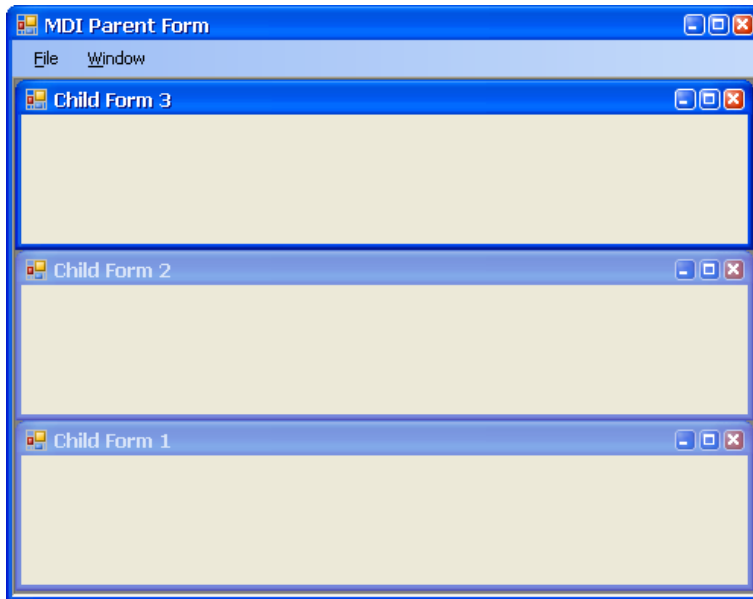 MDI Parent Form
File Window
Child Form 3
Child Form 2
Child Form 1